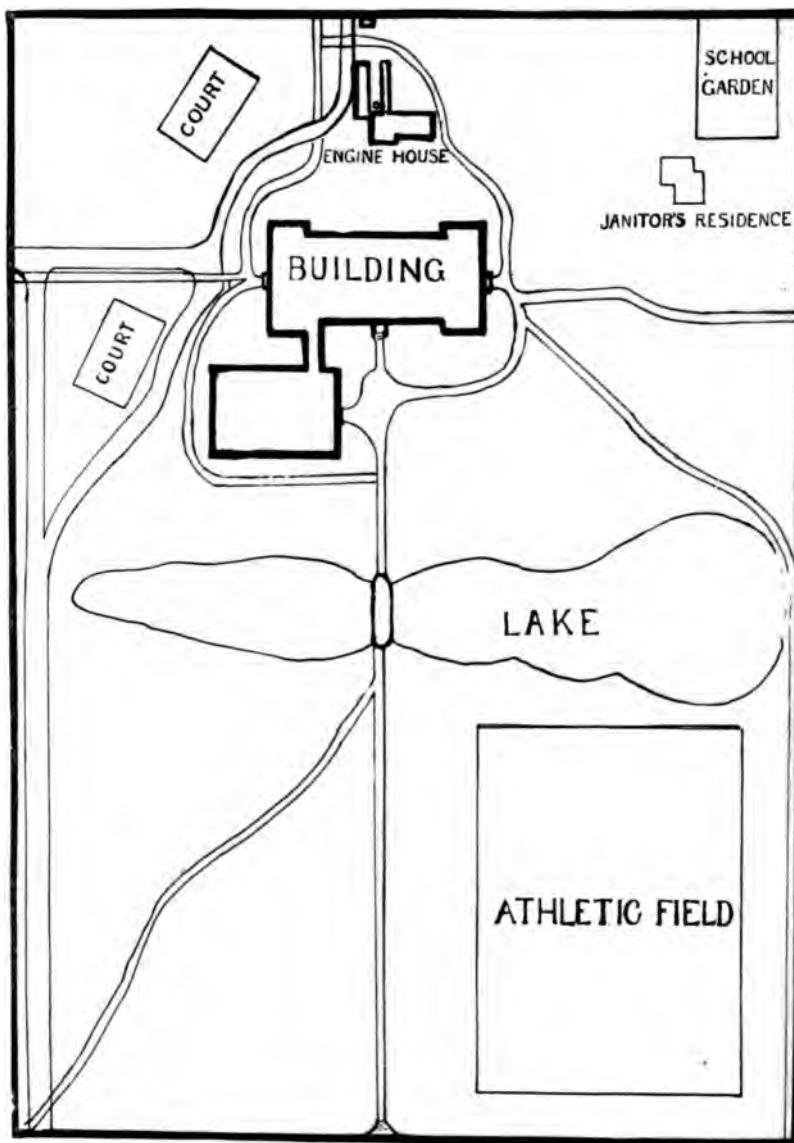 SCHOOL
GARDEN
COURT
ENGINE HOUSE
JANITOR'S RESIDENCE
BUILDING
COURT
LAKE
ATHLETIC FIELD